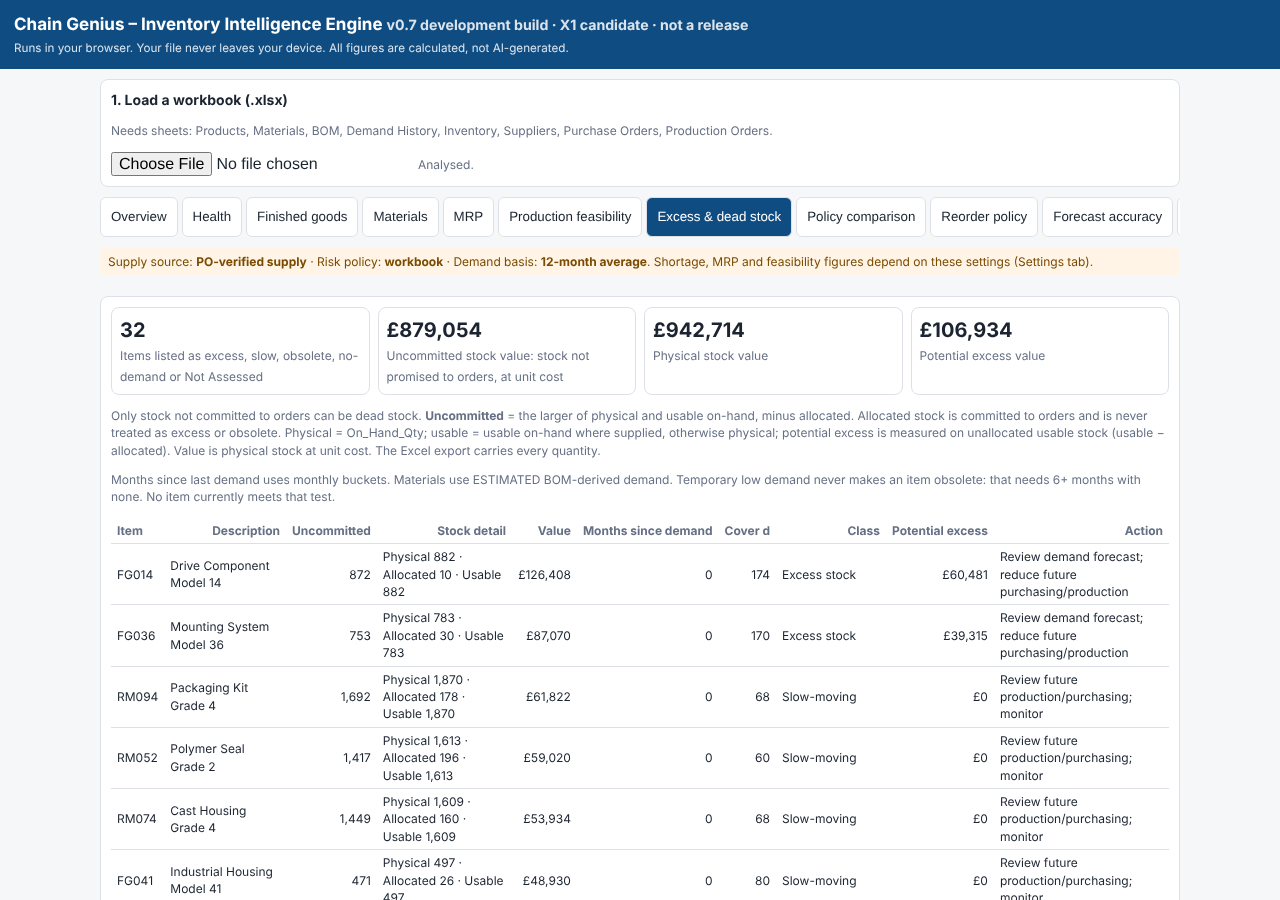 Chain Genius – Inventory Intelligence Engine v0.7 development build · X1 candidate · not a release
Runs in your browser. Your file never leaves your device. All figures are calculated, not AI-generated.
1. Load a workbook (.xlsx)
Needs sheets: Products, Materials, BOM, Demand History, Inventory, Suppliers, Purchase Orders, Production Orders.
Choose File No file chosen Analysed.
Overview Health Finished goods Materials MRP Production feasibility Excess & dead stock Policy comparison Reorder policy Forecast accuracy
Supply source: PO-verified supply · Risk policy: workbook · Demand basis: 12-month average. Shortage, MRP and feasibility figures depend on these settings (Settings tab).
32
Items listed as excess, slow, obsolete, no-
demand or Not Assessed
£879,054
Uncommitted stock value: stock not
promised to orders, at unit cost
£942,714
Physical stock value
£106,934
Potential excess value
Only stock not committed to orders can be dead stock. Uncommitted = the larger of physical and usable on-hand, minus allocated. Allocated stock is committed to orders and is never
treated as excess or obsolete. Physical = On_Hand_Qty; usable = usable on-hand where supplied, otherwise physical; potential excess is measured on unallocated usable stock (usable −
allocated). Value is physical stock at unit cost. The Excel export carries every quantity.
Months since last demand uses monthly buckets. Materials use ESTIMATED BOM-derived demand. Temporary low demand never makes an item obsolete: that needs 6+ months with
none. No item currently meets that test.
Item Description Uncommitted Stock detail Value Months since demand Cover d Class Potential excess Action
FG014
Drive Component
Model 14
872
Physical 882 ·
Allocated 10 · Usable
882
£126,408
0
174
Excess stock
£60,481
Review demand forecast;
reduce future
purchasing/production
FG036
Mounting System
Model 36
753
Physical 783 ·
Allocated 30 · Usable
783
£87,070
0
170
Excess stock
£39,315
Review demand forecast;
reduce future
purchasing/production
RM094
Packaging Kit
Grade 4
1,692
Physical 1,870 ·
Allocated 178 ·
Usable 1,870
£61,822
0
68
Slow-moving
£0
Review future
production/purchasing;
monitor
RM052
Polymer Seal
Grade 2
1,417
Physical 1,613 ·
Allocated 196 ·
Usable 1,613
£59,020
0
60
Slow-moving
£0
Review future
production/purchasing;
monitor
RM074
Cast Housing
Grade 4
1,449
Physical 1,609 ·
Allocated 160 ·
Usable 1,609
£53,934
0
68
Slow-moving
£0
Review future
production/purchasing;
monitor
FG041
Industrial Housing
Model 41
471
Physical 497 ·
Allocated 26 · Usable
497
£48,930
0
80
Slow-moving
£0
Review future
production/purchasing;
monitor